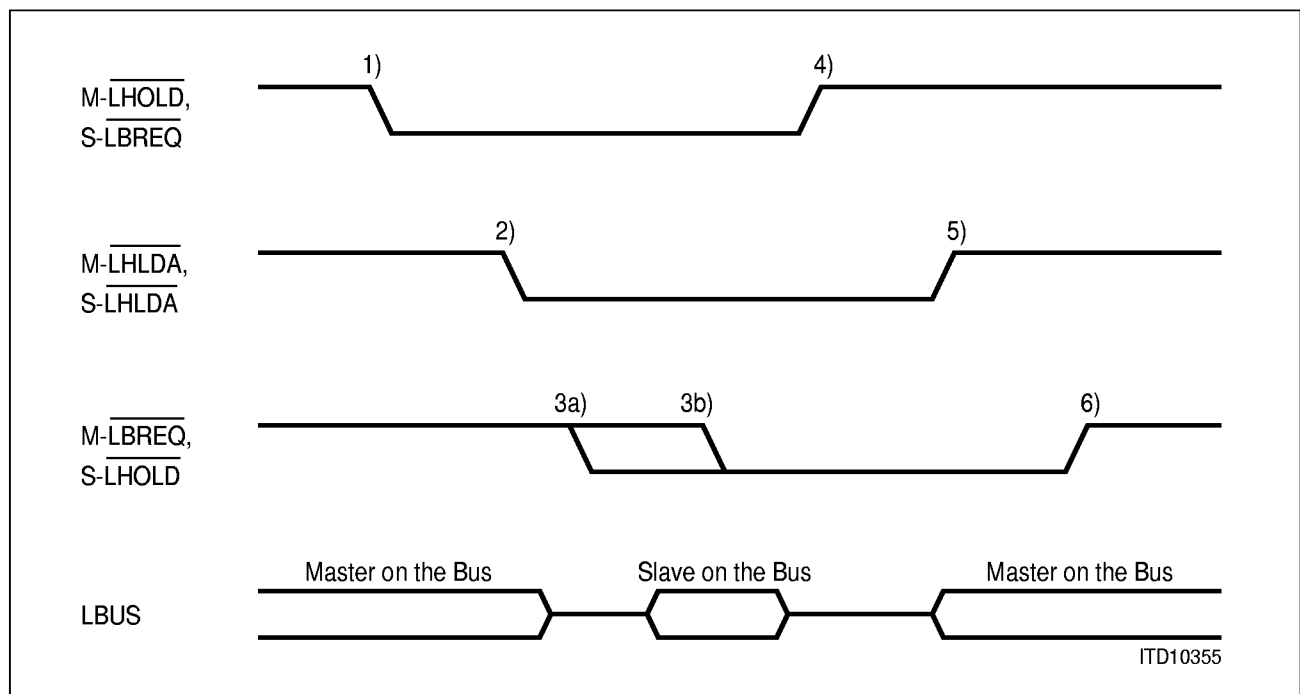 1)
4)
M-LHOLD,
S-LBREQ
2)
5)
M-LHLDA,
S-LHLDA
3a)
3b)
6)
M-LBREQ,
S-LHOLD
Master on the Bus
Slave on the Bus
Master on the Bus
LBUS
ITD10355